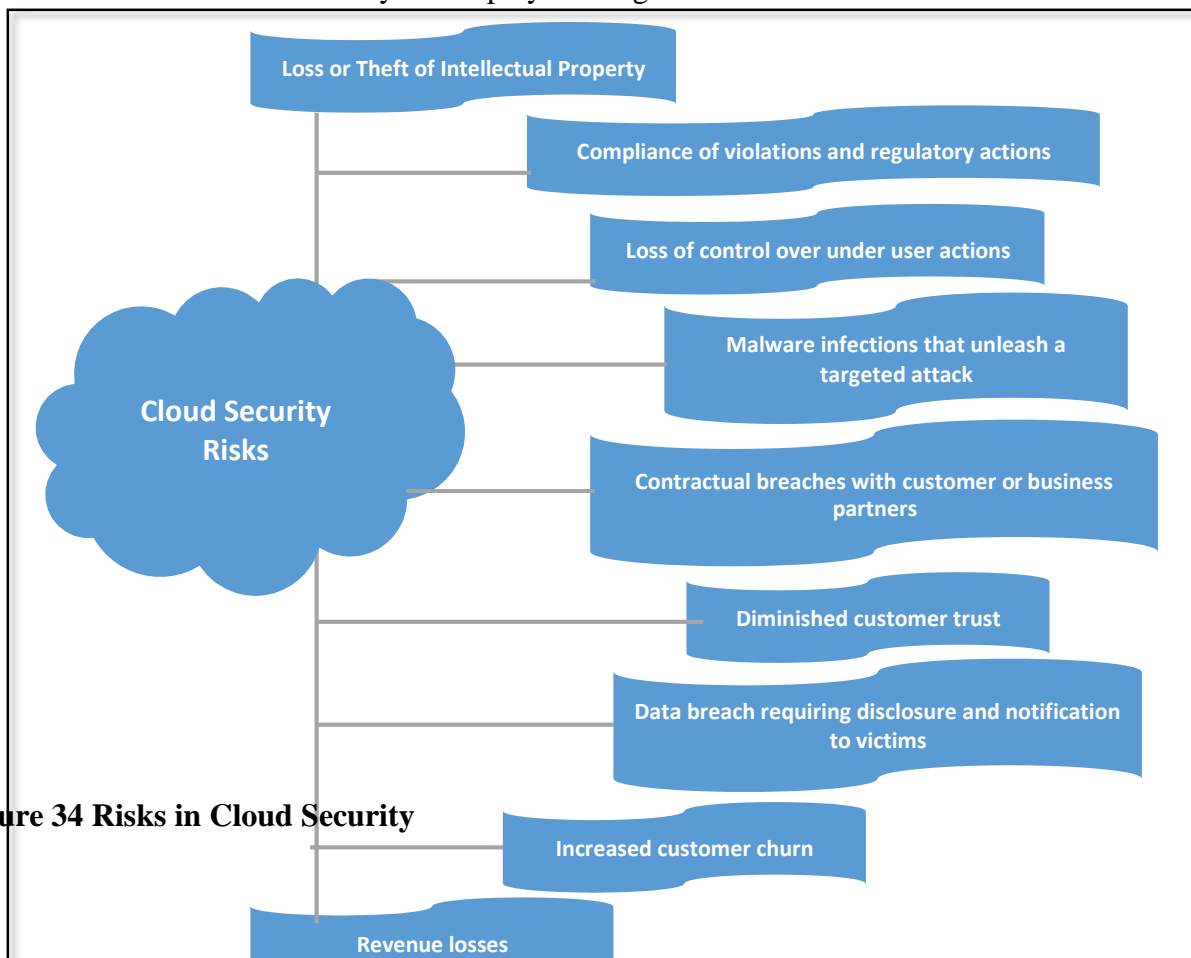 Loss or Theft of Intellectual Property
Compliance of violations and regulatory actions
Loss of control over under user actions
Malware infections that unleash a
targeted attack
Cloud Security
Risks
Contractual breaches with customer or business
partners
Diminished customer trust
Data breach requiring disclosure and notification
to victims
ure 34 Risks in Cloud Security
Increased customer churn
Revenue losses